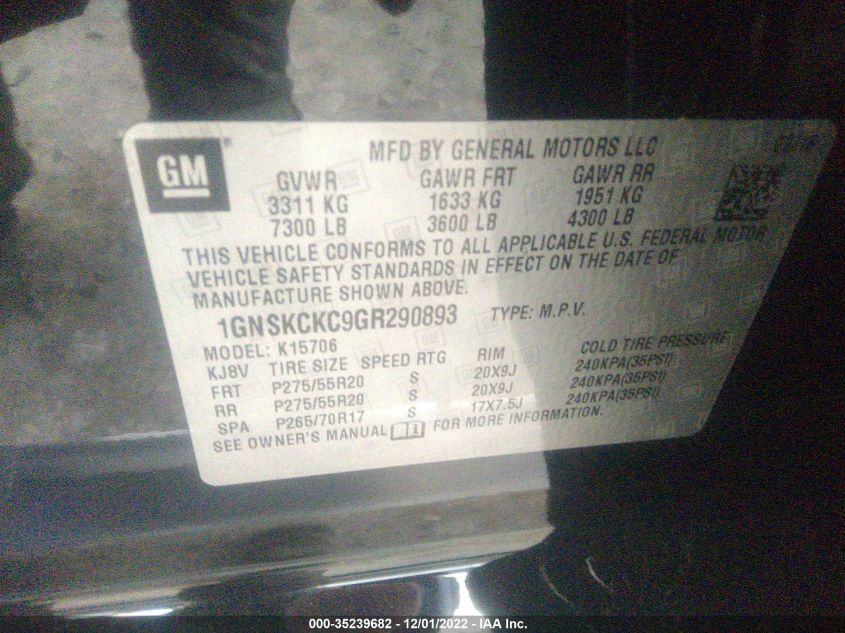 GM
MFD BY GENERAL MOTORS LLC
GVWR GAWR FRT GAWR RR
3311 KG 1633 KG 1951 KG
7300 LB 3600 LB 4300 LB
THIS VEHICLE CONFORMS TO ALL APPLICABLE U.S. FEDERAL MOTOR
VEHICLE SAFETY STANDARDS IN EFFECT ON THE DATE OF
MANUFACTURE SHOWN ABOVE.
1GNSKCKC9GR290893 TYPE: M.P.V.
MODEL: K15706
KJ8V TIRE SIZE SPEED RTG RIM COLD TIRE PRESSURE
FRT P275/55R20 S 20X9J 240KPA(35PSI)
RR P275/55R20 S 20X9J 240KPA(35PSI)
SPA P265/70R17 S 17X7.5J 240KPA(35PSI)
SEE OWNER'S MANUAL FOR MORE INFORMATION.
000-35239682 - 12/01/2022 - IAA Inc.